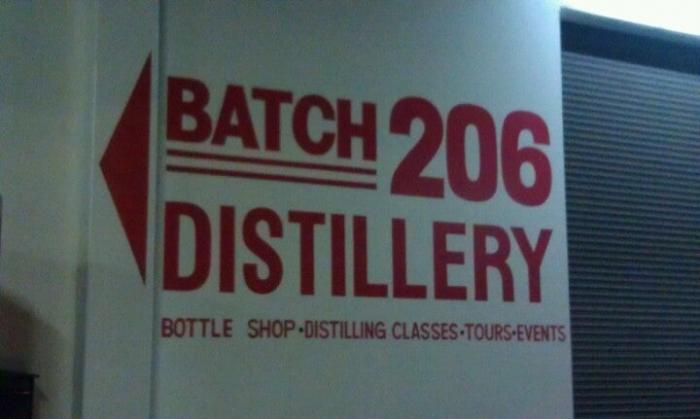 BATCH 206
DISTILLERY
BOTTLE SHOP•DISTILLING CLASSES•TOURS•EVENTS